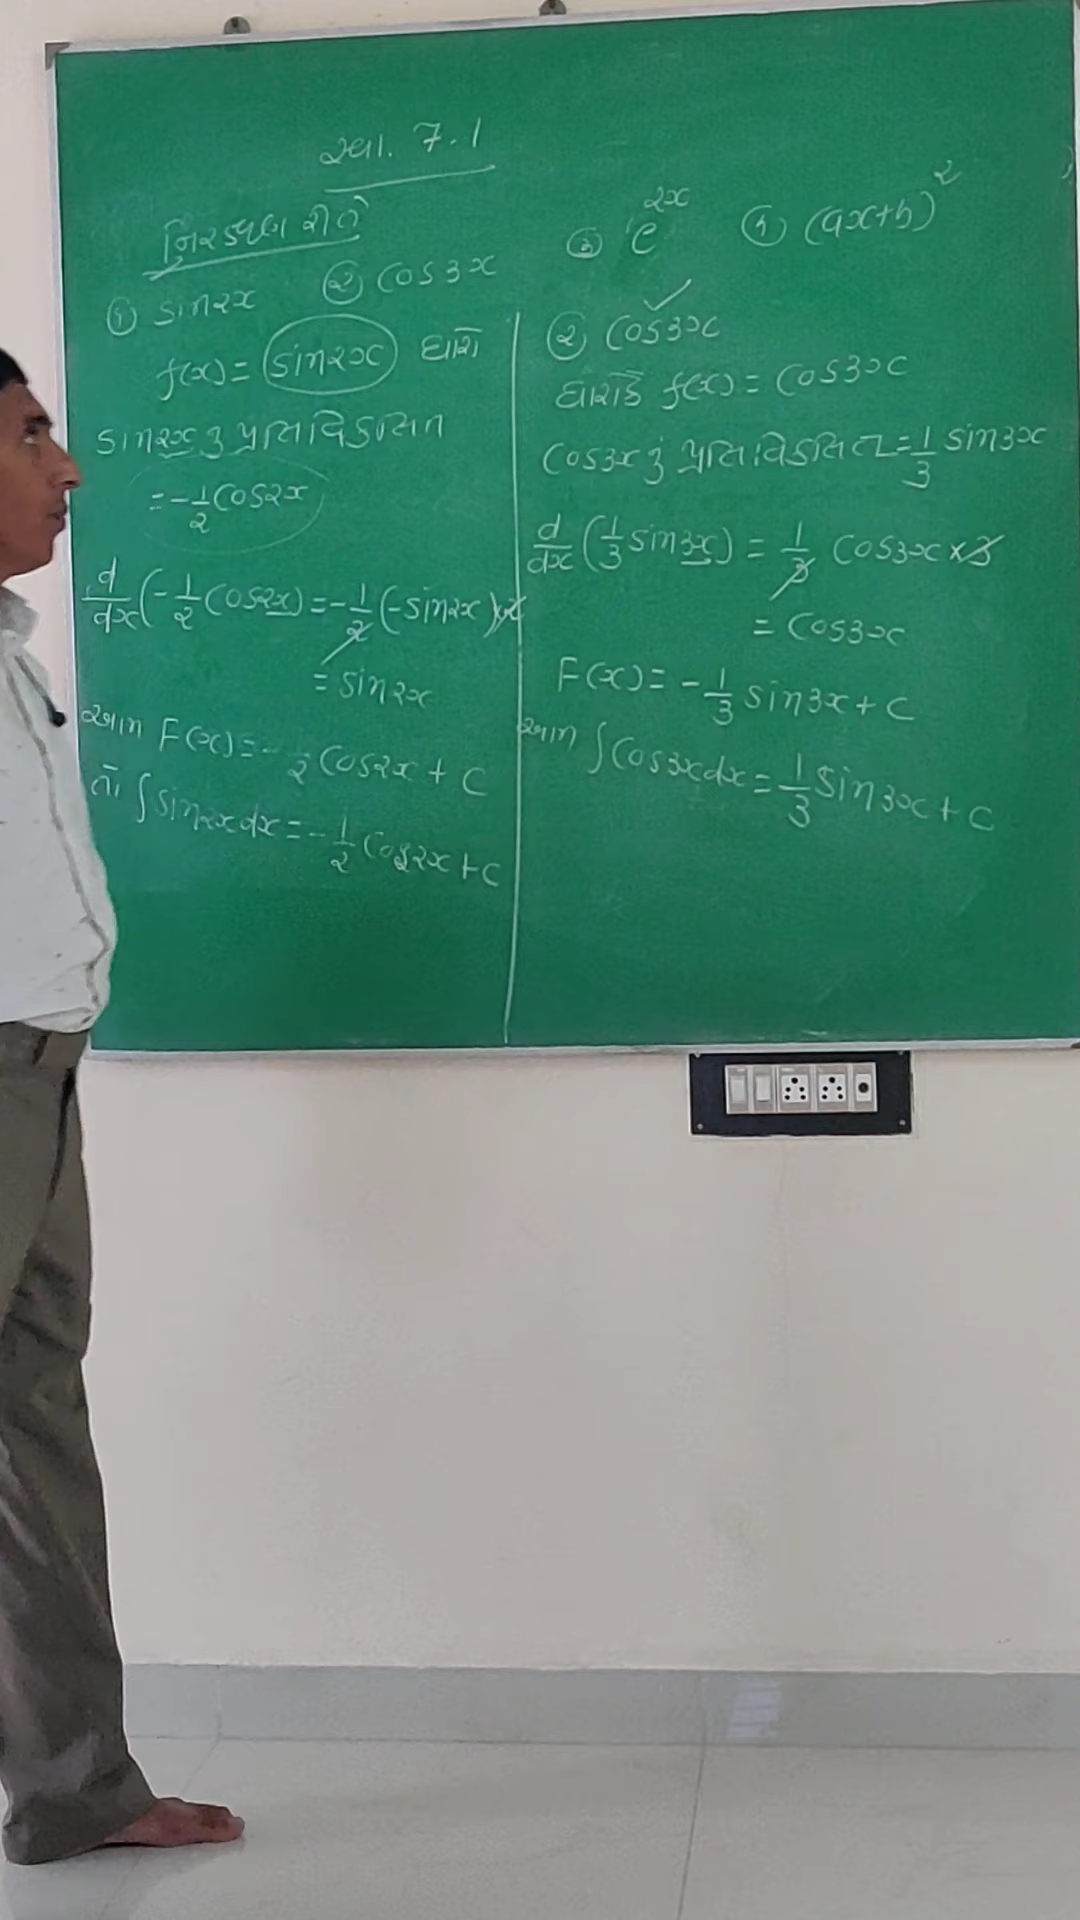 સ્વા. 7.1
નિરીક્ષણ રીતે
① sin2x ② cos3x ③ e^2x ④ (ax+b)^2
f(x) = sin2x ધારો
sin2x નું પ્રતિવિકલિત
= -1/2 cos2x
d/dx (-1/2 cos2x) = -1/2 (-sin2x) x2
= sin2x
આમ F(x) = -1/2 cos2x + c
તો ∫ sin2x dx = -1/2 cos2x + c
② cos3x ✓
ધારોકે f(x) = cos3x
cos3x નું પ્રતિવિકલિત = 1/3 sin3x
d/dx (1/3 sin3x) = 1/3 cos3x × 3
= cos3x
F(x) = -1/3 sin3x + c
આમ ∫ cos3x dx = 1/3 sin3x + c